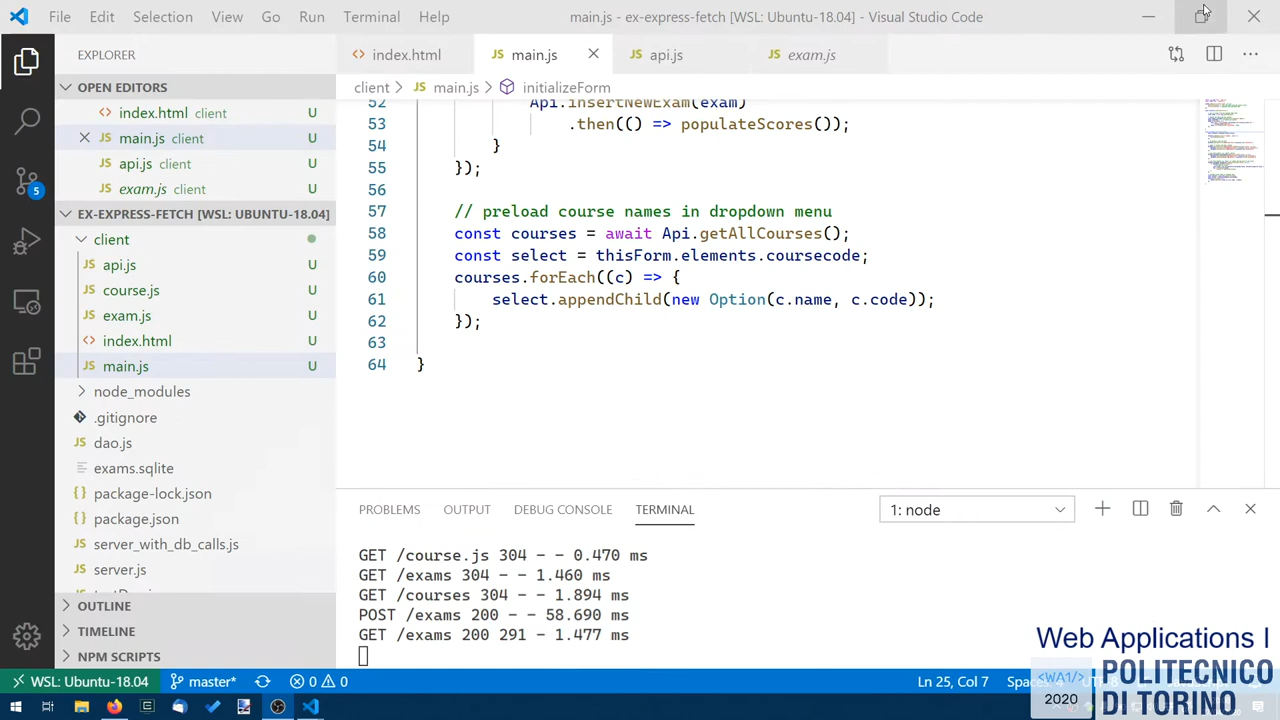 File Edit Selection View Go Run Terminal Help
main.js - ex-express-fetch [WSL: Ubuntu-18.04] - Visual Studio Code
EXPLORER
OPEN EDITORS
index.html client U
main.js client U
api.js client U
exam.js client U
EX-EXPRESS-FETCH [WSL: UBUNTU-18.04]
client
api.js U
course.js U
exam.js U
index.html U
main.js U
node_modules
.gitignore
dao.js
exams.sqlite
package-lock.json
package.json
server_with_db_calls.js
server.js
OUTLINE
TIMELINE
NPM SCRIPTS
5
index.html main.js api.js exam.js
client > main.js > initializeForm
52 Api.insertNewExam(exam)
53 .then(() => populateScores());
54 }
55 });
56
57 // preload course names in dropdown menu
58 const courses = await Api.getAllCourses();
59 const select = thisForm.elements.coursecode;
60 courses.forEach((c) => {
61 select.appendChild(new Option(c.name, c.code));
62 });
63
64 }
PROBLEMS OUTPUT DEBUG CONSOLE TERMINAL 1: node
GET /course.js 304 - - 0.470 ms
GET /exams 304 - - 1.460 ms
GET /courses 304 - - 1.894 ms
POST /exams 200 - - 58.690 ms
GET /exams 200 291 - 1.477 ms
WSL: Ubuntu-18.04 master* 0 0 Ln 25, Col 7
Web Applications I
<WA1/>
2020
POLITECNICO
DI TORINO